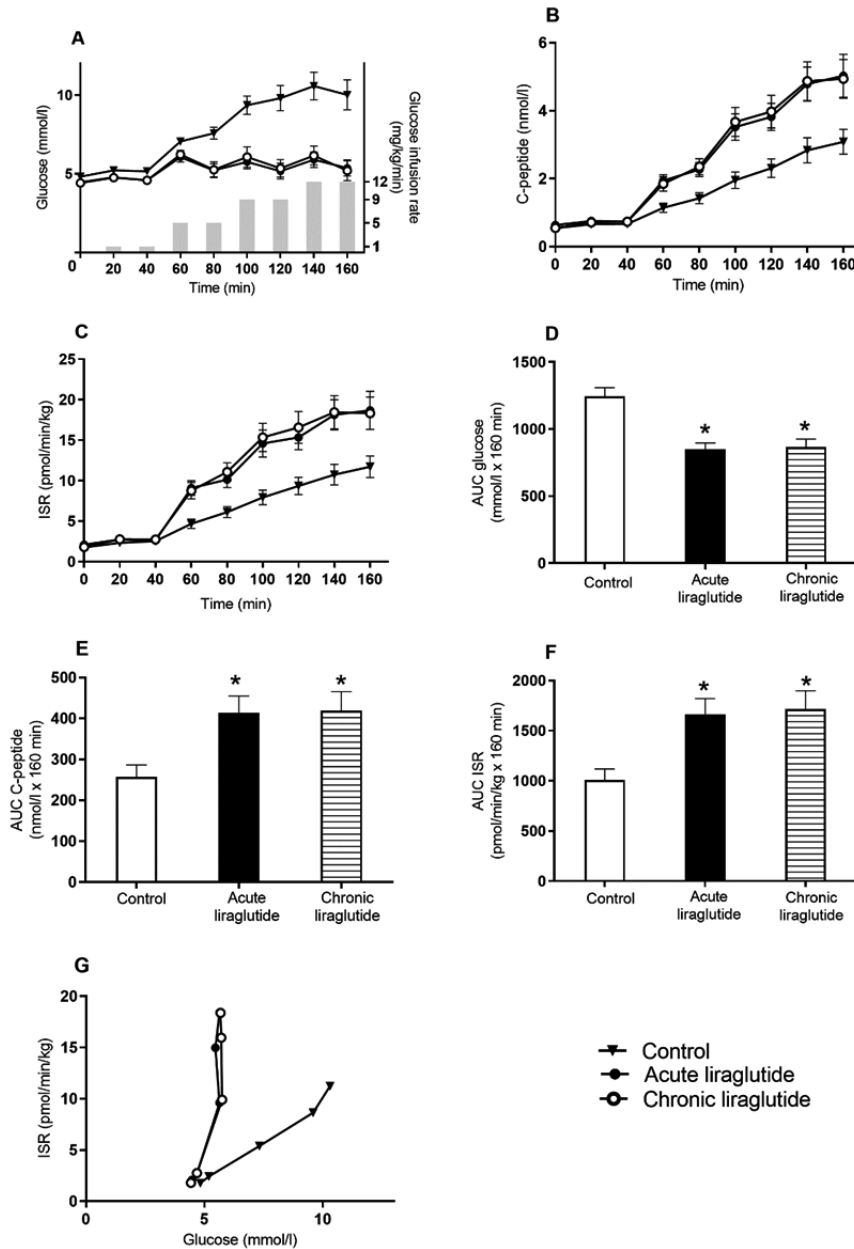 A
Glucose (mmol/l)
10
5
0 20 40 60 80 100 120 140 160
Time (min)
Glucose infusion rate
(mg/kg/min)
12
9
5
1
B
C-peptide (nmol/l)
6
4
2
0
0 20 40 60 80 100 120 140 160
Time (min)
C
ISR (pmol/min/kg)
25
20
15
10
5
0
0 20 40 60 80 100 120 140 160
Time (min)
D
AUC glucose
(mmol/l x 160 min)
1500
1000
500
0
* *
Control
Acute
liraglutide
Chronic
liraglutide
E
AUC C-peptide
(nmol/l x 160 min)
500
400
300
200
100
0
* *
Control
Acute
liraglutide
Chronic
liraglutide
F
AUC ISR
(pmol/min/kg x 160 min)
2000
1500
1000
500
0
* *
Control
Acute
liraglutide
Chronic
liraglutide
G
ISR (pmol/min/kg)
20
15
10
5
0
0 5 10
Glucose (mmol/l)
Control
Acute liraglutide
Chronic liraglutide